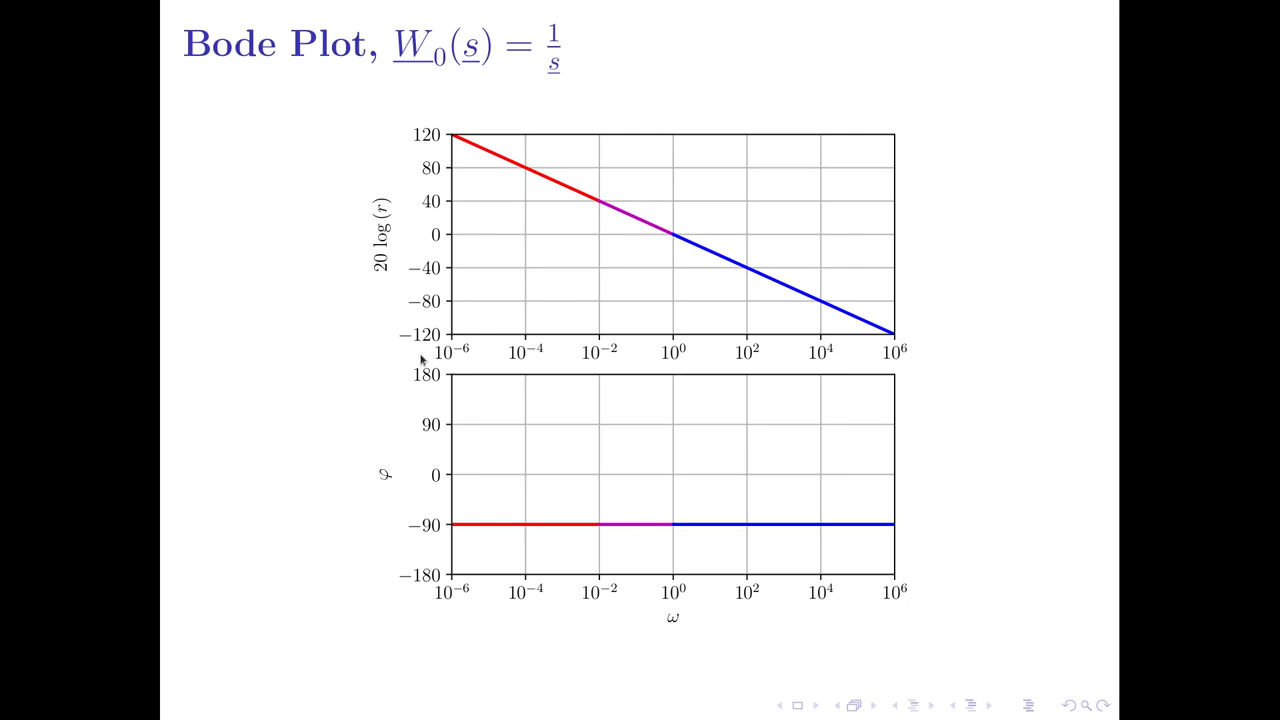 Bode Plot, W₀(s) = 1/s
20 log (r)
120
80
40
0
−40
−80
−120
10⁻⁶ 10⁻⁴ 10⁻² 10⁰ 10² 10⁴ 10⁶
φ
180
90
0
−90
−180
10⁻⁶ 10⁻⁴ 10⁻² 10⁰ 10² 10⁴ 10⁶
ω